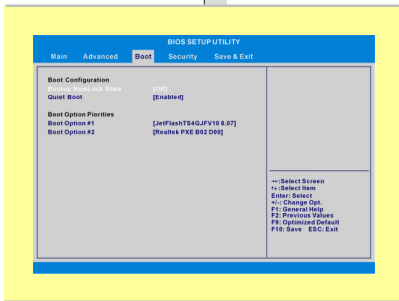 BIOS SETUP UTILITY
Main Advanced Boot Security Save & Exit
Boot Configuration
Bootup NumLock State [Off]
Quiet Boot [Enabled]
Boot Option Piorities
Boot Option #1 [JetFlashTS4GJFV10 8.07]
Boot Option #2 [Realtek PXE B02 D00]
→←:Select Screen
↑↓:Select Item
Enter: Select
+/-: Change Opt.
F1: General Help
F2: Previous Values
F9: Optimized Default
F10: Save ESC: Exit